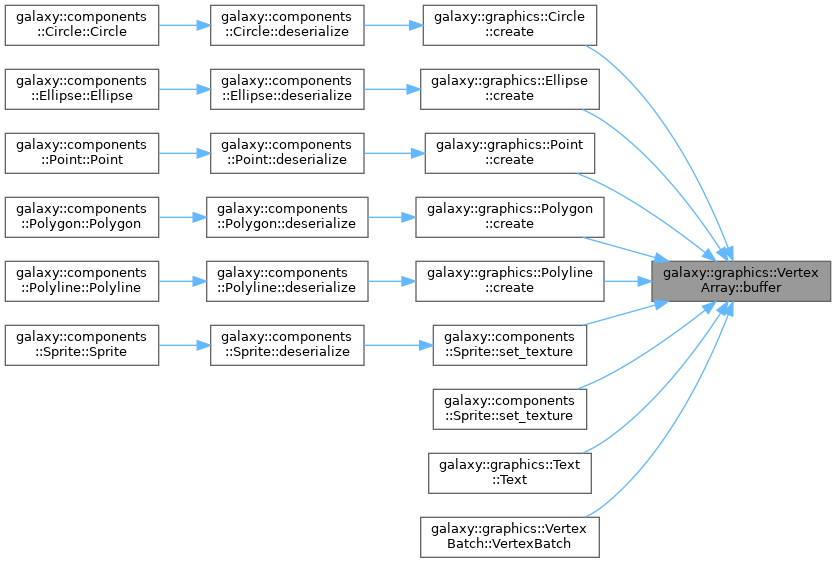 galaxy::components
::Circle::Circle
galaxy::components
::Circle::deserialize
galaxy::graphics::Circle
::create
galaxy::components
::Ellipse::Ellipse
galaxy::components
::Ellipse::deserialize
galaxy::graphics::Ellipse
::create
galaxy::components
::Point::Point
galaxy::components
::Point::deserialize
galaxy::graphics::Point
::create
galaxy::components
::Polygon::Polygon
galaxy::components
::Polygon::deserialize
galaxy::graphics::Polygon
::create
galaxy::components
::Polyline::Polyline
galaxy::components
::Polyline::deserialize
galaxy::graphics::Polyline
::create
galaxy::graphics::Vertex
Array::buffer
galaxy::components
::Sprite::Sprite
galaxy::components
::Sprite::deserialize
galaxy::components
::Sprite::set_texture
galaxy::components
::Sprite::set_texture
galaxy::graphics::Text
::Text
galaxy::graphics::Vertex
Batch::VertexBatch